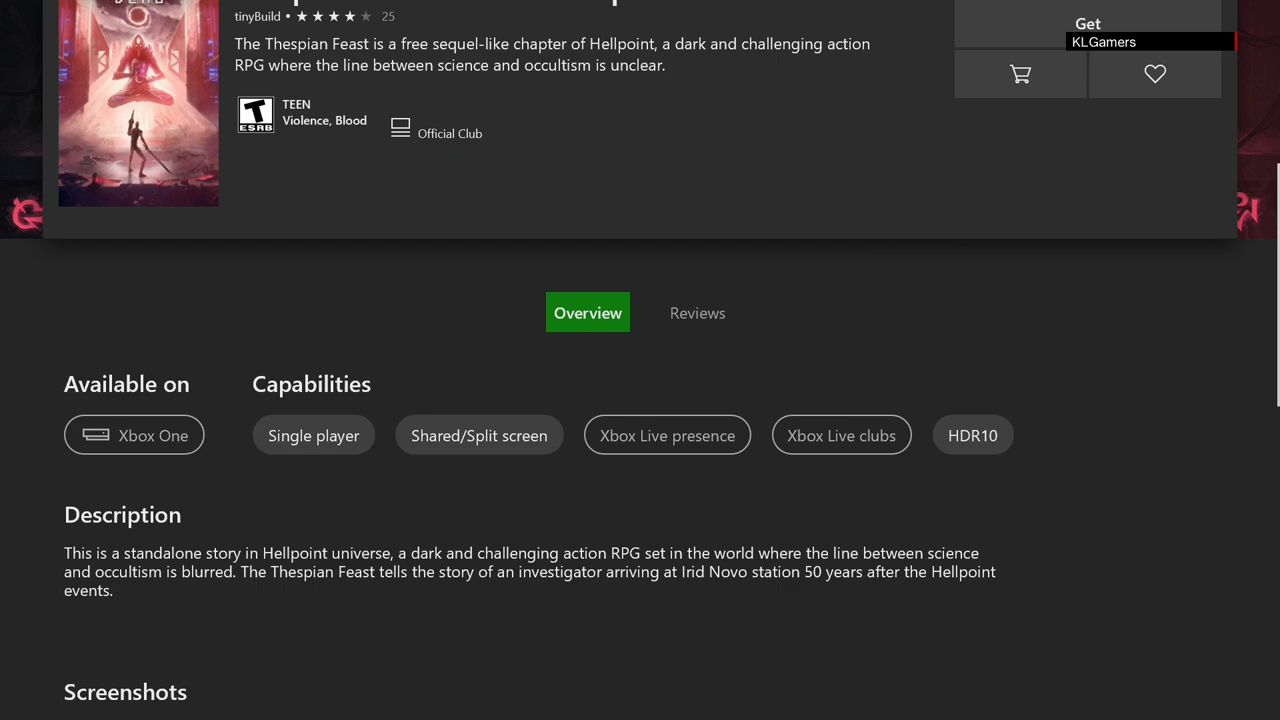 tinyBuild • ★ ★ ★ ★ ★ 25
The Thespian Feast is a free sequel-like chapter of Hellpoint, a dark and challenging action
RPG where the line between science and occultism is unclear.
T
ESRB
TEEN
Violence, Blood
Official Club
Get
KLGamers
Overview
Reviews
Available on
Xbox One
Capabilities
Single player
Shared/Split screen
Xbox Live presence
Xbox Live clubs
HDR10
Description
This is a standalone story in Hellpoint universe, a dark and challenging action RPG set in the world where the line between science
and occultism is blurred. The Thespian Feast tells the story of an investigator arriving at Irid Novo station 50 years after the Hellpoint
events.
Screenshots